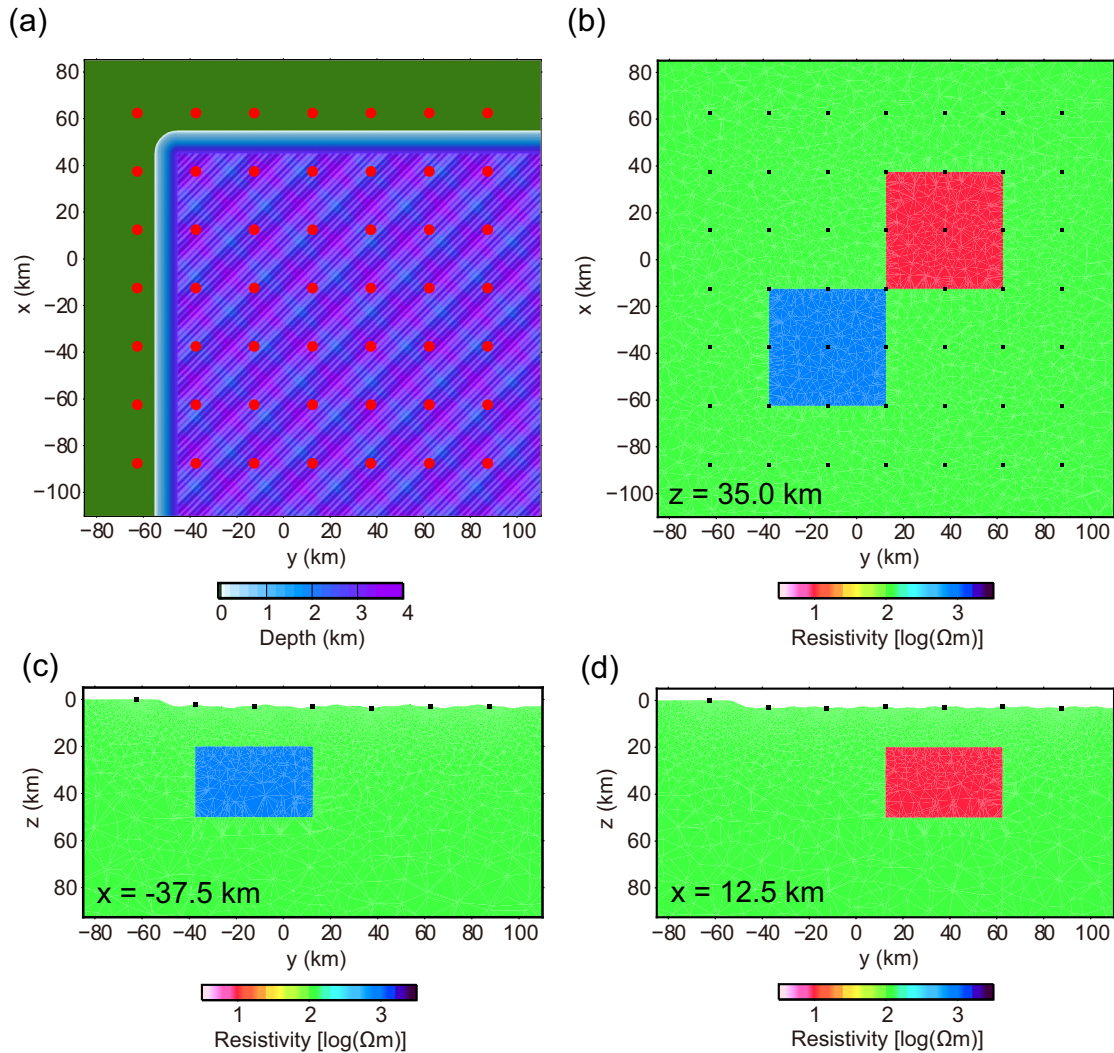 (a)
80
60
40
20
0
−20
−40
−60
−80
−100
x (km)
−80 −60 −40 −20 0 20 40 60 80 100
y (km)
0 1 2 3 4
Depth (km)
(b)
80
60
40
20
0
−20
−40
−60
−80
−100
x (km)
z = 35.0 km
−80 −60 −40 −20 0 20 40 60 80 100
y (km)
1 2 3
Resistivity [log(Ωm)]
(c)
0
20
40
60
80
z (km)
x = -37.5 km
−80 −60 −40 −20 0 20 40 60 80 100
y (km)
1 2 3
Resistivity [log(Ωm)]
(d)
0
20
40
60
80
z (km)
x = 12.5 km
−80 −60 −40 −20 0 20 40 60 80 100
y (km)
1 2 3
Resistivity [log(Ωm)]